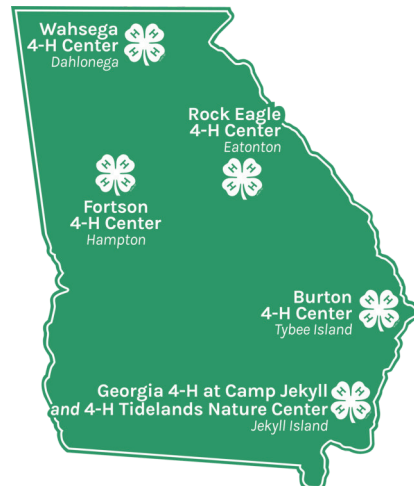 Wahsega
4-H Center
Dahlonega
Rock Eagle
4-H Center
Eatonton
Fortson
4-H Center
Hampton
Burton
4-H Center
Tybee Island
Georgia 4-H at Camp Jekyll
and 4-H Tidelands Nature Center
Jekyll Island
H H H H
H H H H
H H H H
H H H H
H H H H